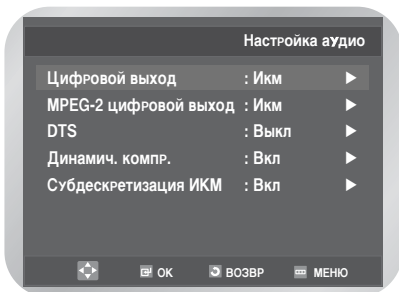 Настройка аудио
Цифровой выход : Икм ▶
MPEG-2 цифровой выход : Икм ▶
DTS : Выкл ▶
Динамич. компр. : Вкл ▶
Субдескретизация ИКМ : Вкл ▶
ОК ВОЗВР МЕНЮ